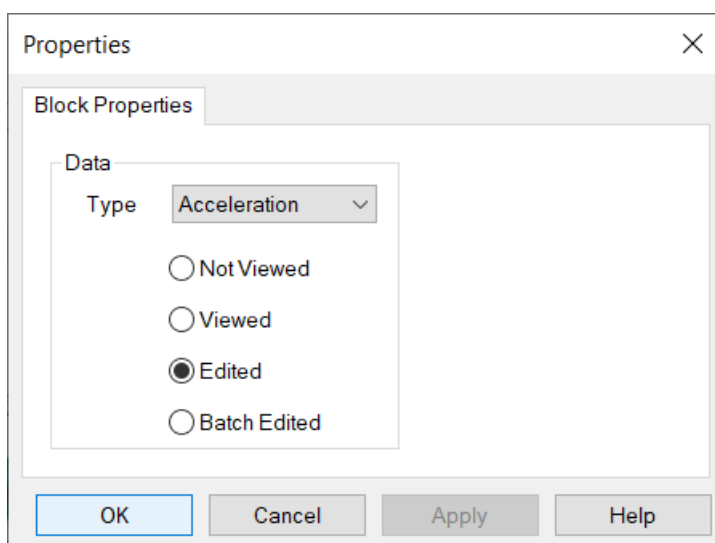 Properties
Block Properties
Data
Type Acceleration
Not Viewed
Viewed
Edited
Batch Edited
OK Cancel Apply Help